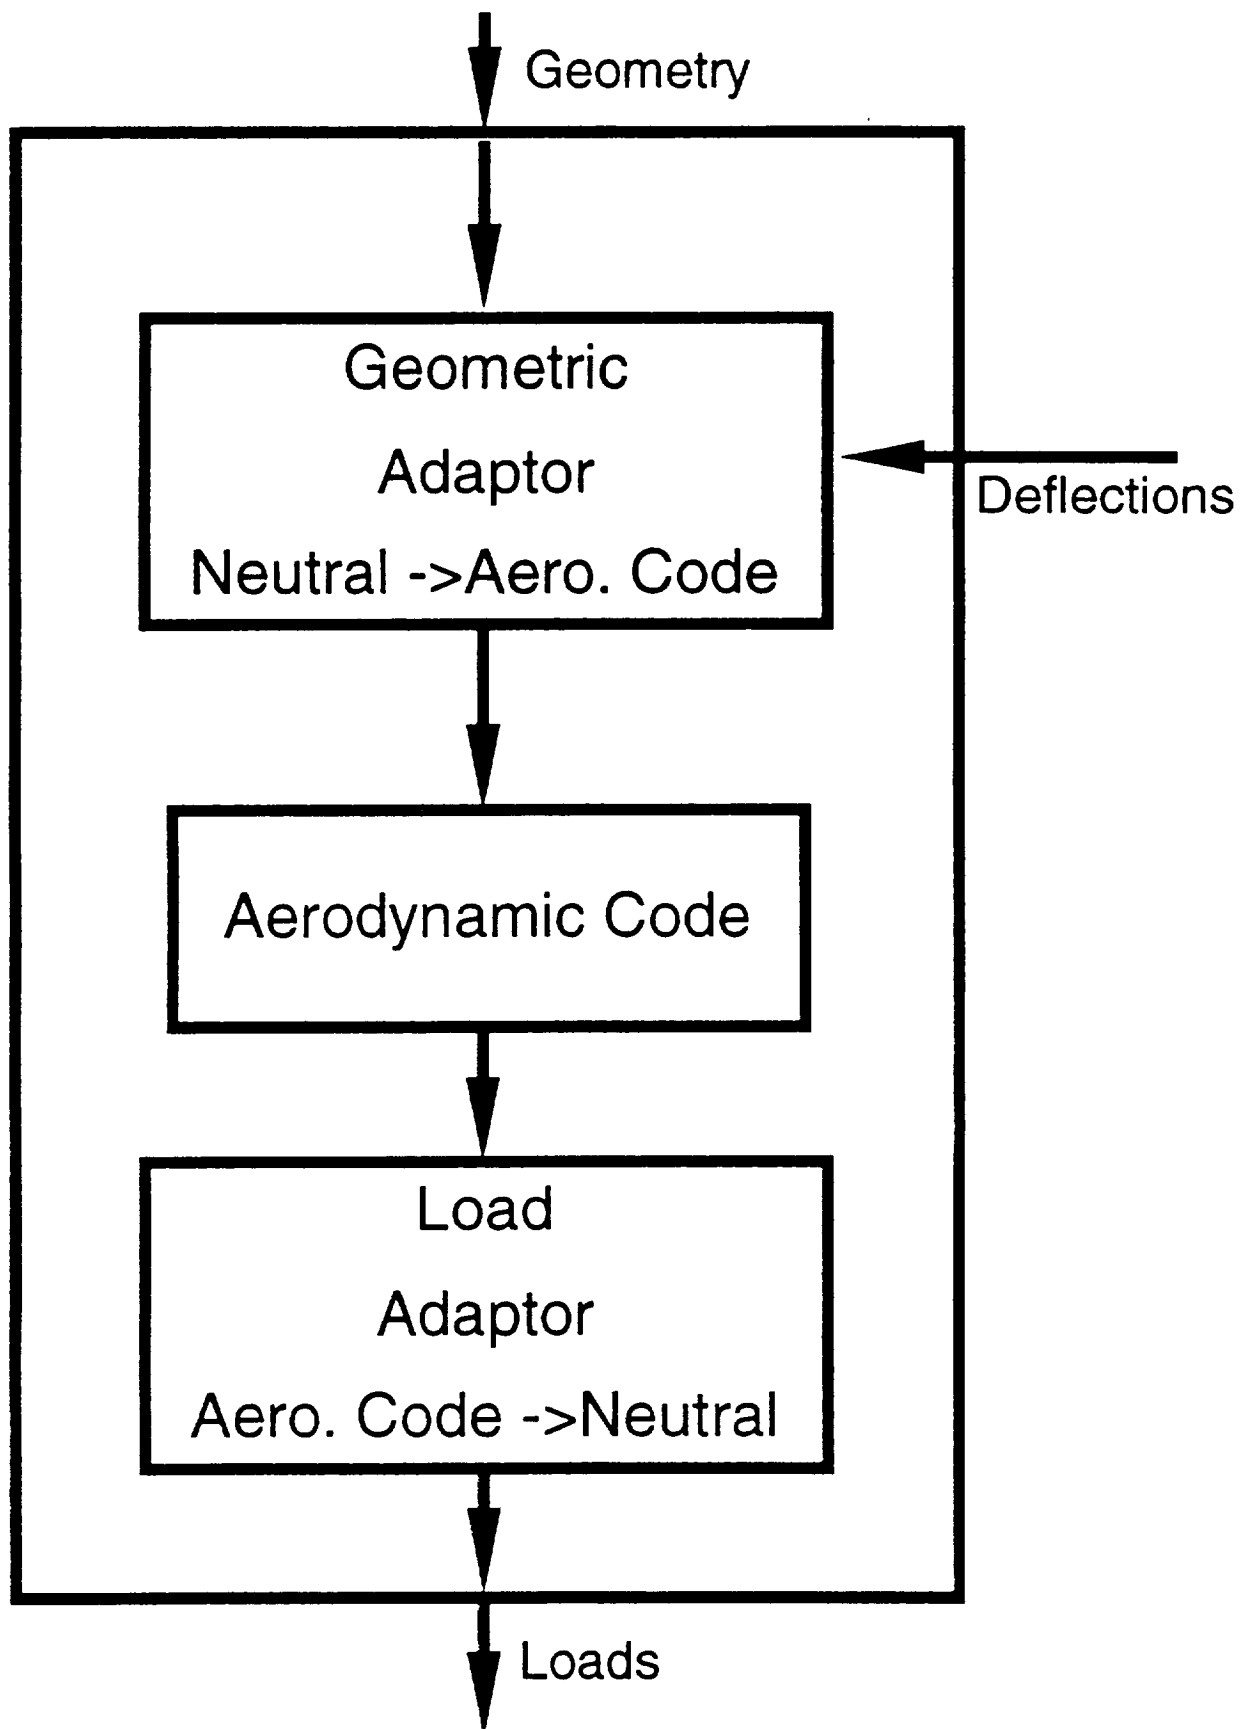 Geometry
Geometric
Adaptor
Neutral ->Aero. Code
Deflections
Aerodynamic Code
Load
Adaptor
Aero. Code ->Neutral
Loads